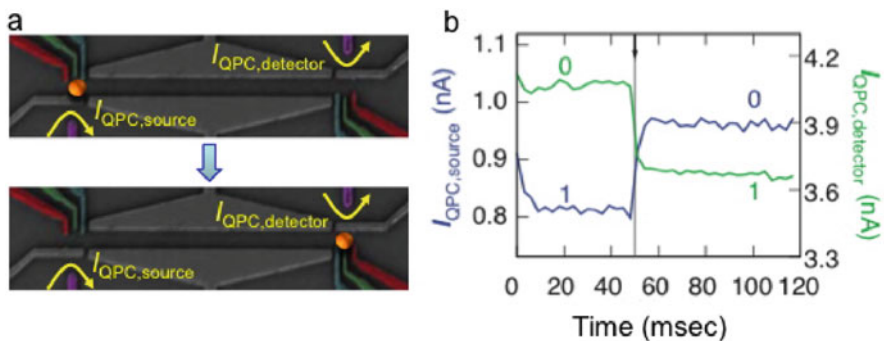 a
I_QPC,detector
I_QPC,source
I_QPC,detector
I_QPC,source
b
I_QPC,source (nA)
1.1
1.0
0.9
0.8
0
1
0
1
4.2
3.9
3.6
3.3
I_QPC,detector (nA)
0 20 40 60 80 100 120
Time (msec)